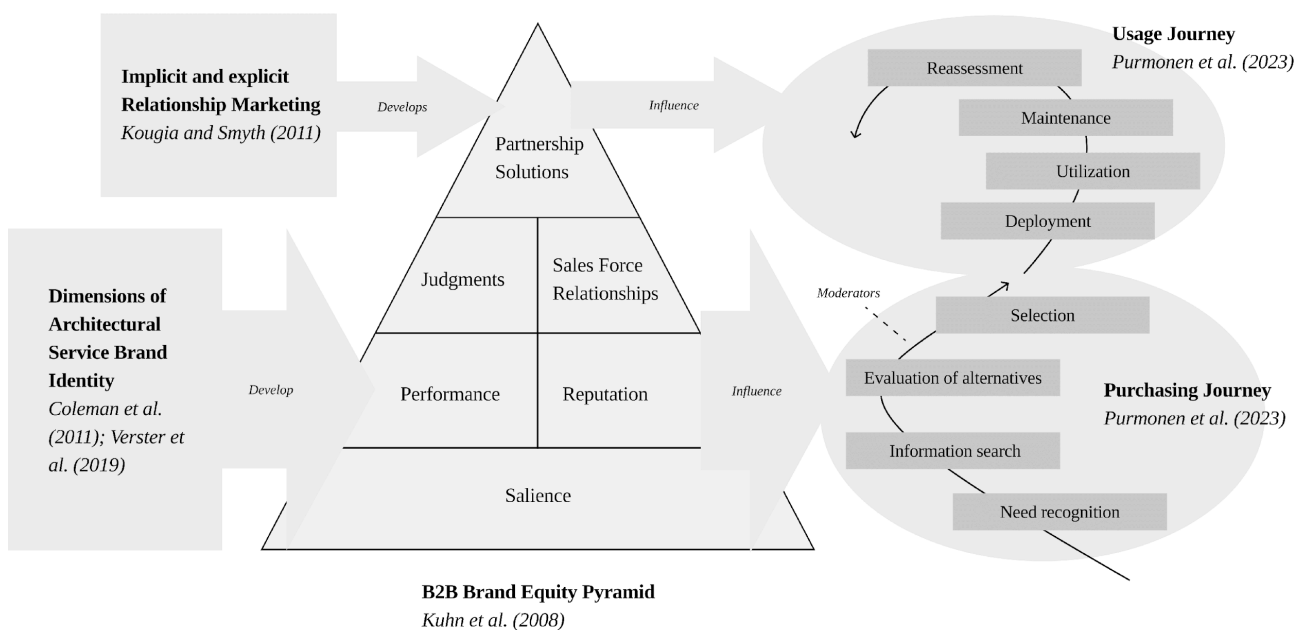 Implicit and explicit
Relationship Marketing
Kougia and Smyth (2011)
Develops
Influence
Dimensions of
Architectural
Service Brand
Identity
Coleman et al.
(2011); Verster et
al. (2019)
Develop
Partnership
Solutions
Judgments
Sales Force
Relationships
Performance
Reputation
Salience
B2B Brand Equity Pyramid
Kuhn et al. (2008)
Influence
Usage Journey
Purmonen et al. (2023)
Reassessment
Maintenance
Utilization
Deployment
Moderators
Selection
Evaluation of alternatives
Purchasing Journey
Purmonen et al. (2023)
Information search
Need recognition